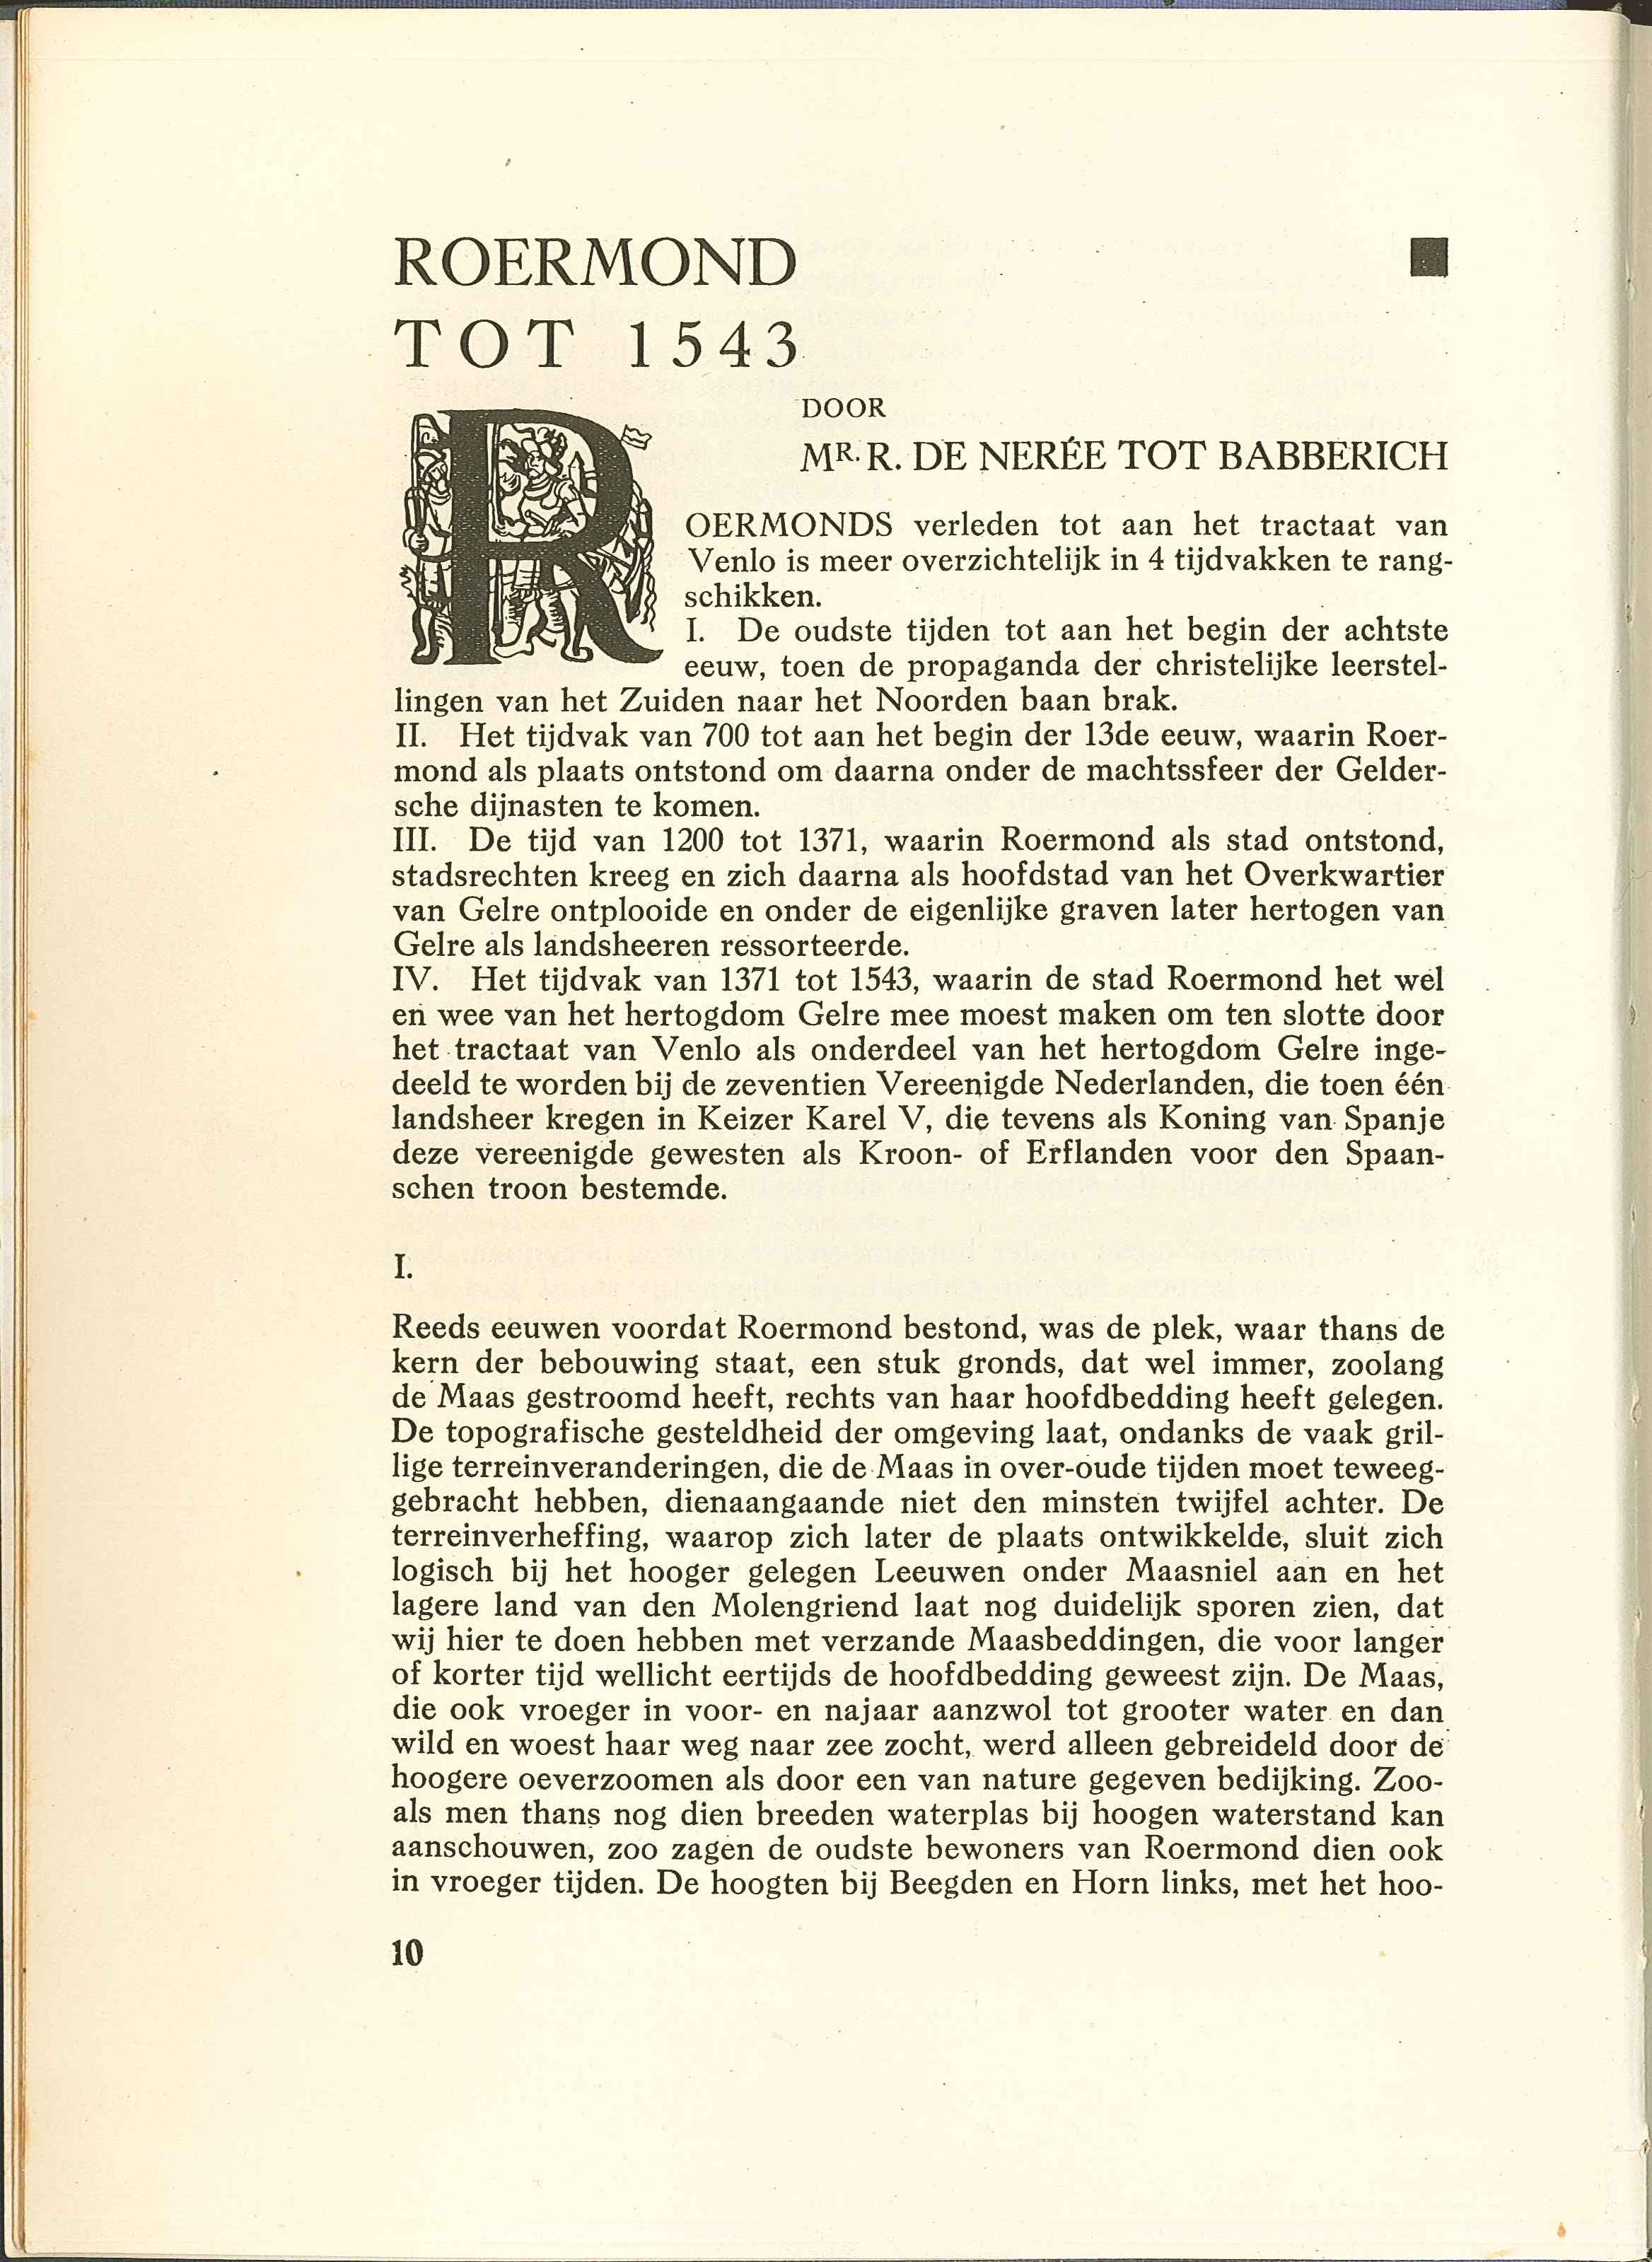 ROERMOND
TOT 1543
DOOR
MR. R. DE NERÉE TOT BABBERICH
ROERMONDS verleden tot aan het tractaat van
Venlo is meer overzichtelijk in 4 tijdvakken te rang-
schikken.
I. De oudste tijden tot aan het begin der achtste
eeuw, toen de propaganda der christelijke leerstel-
lingen van het Zuiden naar het Noorden baan brak.
II. Het tijdvak van 700 tot aan het begin der 13de eeuw, waarin Roer-
mond als plaats ontstond om daarna onder de machtssfeer der Gelder-
sche dijnasten te komen.
III. De tijd van 1200 tot 1371, waarin Roermond als stad ontstond,
stadsrechten kreeg en zich daarna als hoofdstad van het Overkwartier
van Gelre ontplooide en onder de eigenlijke graven later hertogen van
Gelre als landsheeren ressorteerde.
IV. Het tijdvak van 1371 tot 1543, waarin de stad Roermond het wel
en wee van het hertogdom Gelre mee moest maken om ten slotte door
het tractaat van Venlo als onderdeel van het hertogdom Gelre inge-
deeld te worden bij de zeventien Vereenigde Nederlanden, die toen één
landsheer kregen in Keizer Karel V, die tevens als Koning van Spanje
deze vereenigde gewesten als Kroon- of Erflanden voor den Spaan-
schen troon bestemde.
I.
Reeds eeuwen voordat Roermond bestond, was de plek, waar thans de
kern der bebouwing staat, een stuk gronds, dat wel immer, zoolang
de Maas gestroomd heeft, rechts van haar hoofdbedding heeft gelegen.
De topografische gesteldheid der omgeving laat, ondanks de vaak gril-
lige terreinveranderingen, die de Maas in over-oude tijden moet teweeg-
gebracht hebben, dienaangaande niet den minsten twijfel achter. De
terreinverheffing, waarop zich later de plaats ontwikkelde, sluit zich
logisch bij het hooger gelegen Leeuwen onder Maasniel aan en het
lagere land van den Molengriend laat nog duidelijk sporen zien, dat
wij hier te doen hebben met verzande Maasbeddingen, die voor langer
of korter tijd wellicht eertijds de hoofdbedding geweest zijn. De Maas,
die ook vroeger in voor- en najaar aanzwol tot grooter water en dan
wild en woest haar weg naar zee zocht, werd alleen gebreideld door de
hoogere oeverzoomen als door een van nature gegeven bedijking. Zoo-
als men thans nog dien breeden waterplas bij hoogen waterstand kan
aanschouwen, zoo zagen de oudste bewoners van Roermond dien ook
in vroeger tijden. De hoogten bij Beegden en Horn links, met het hoo-
10